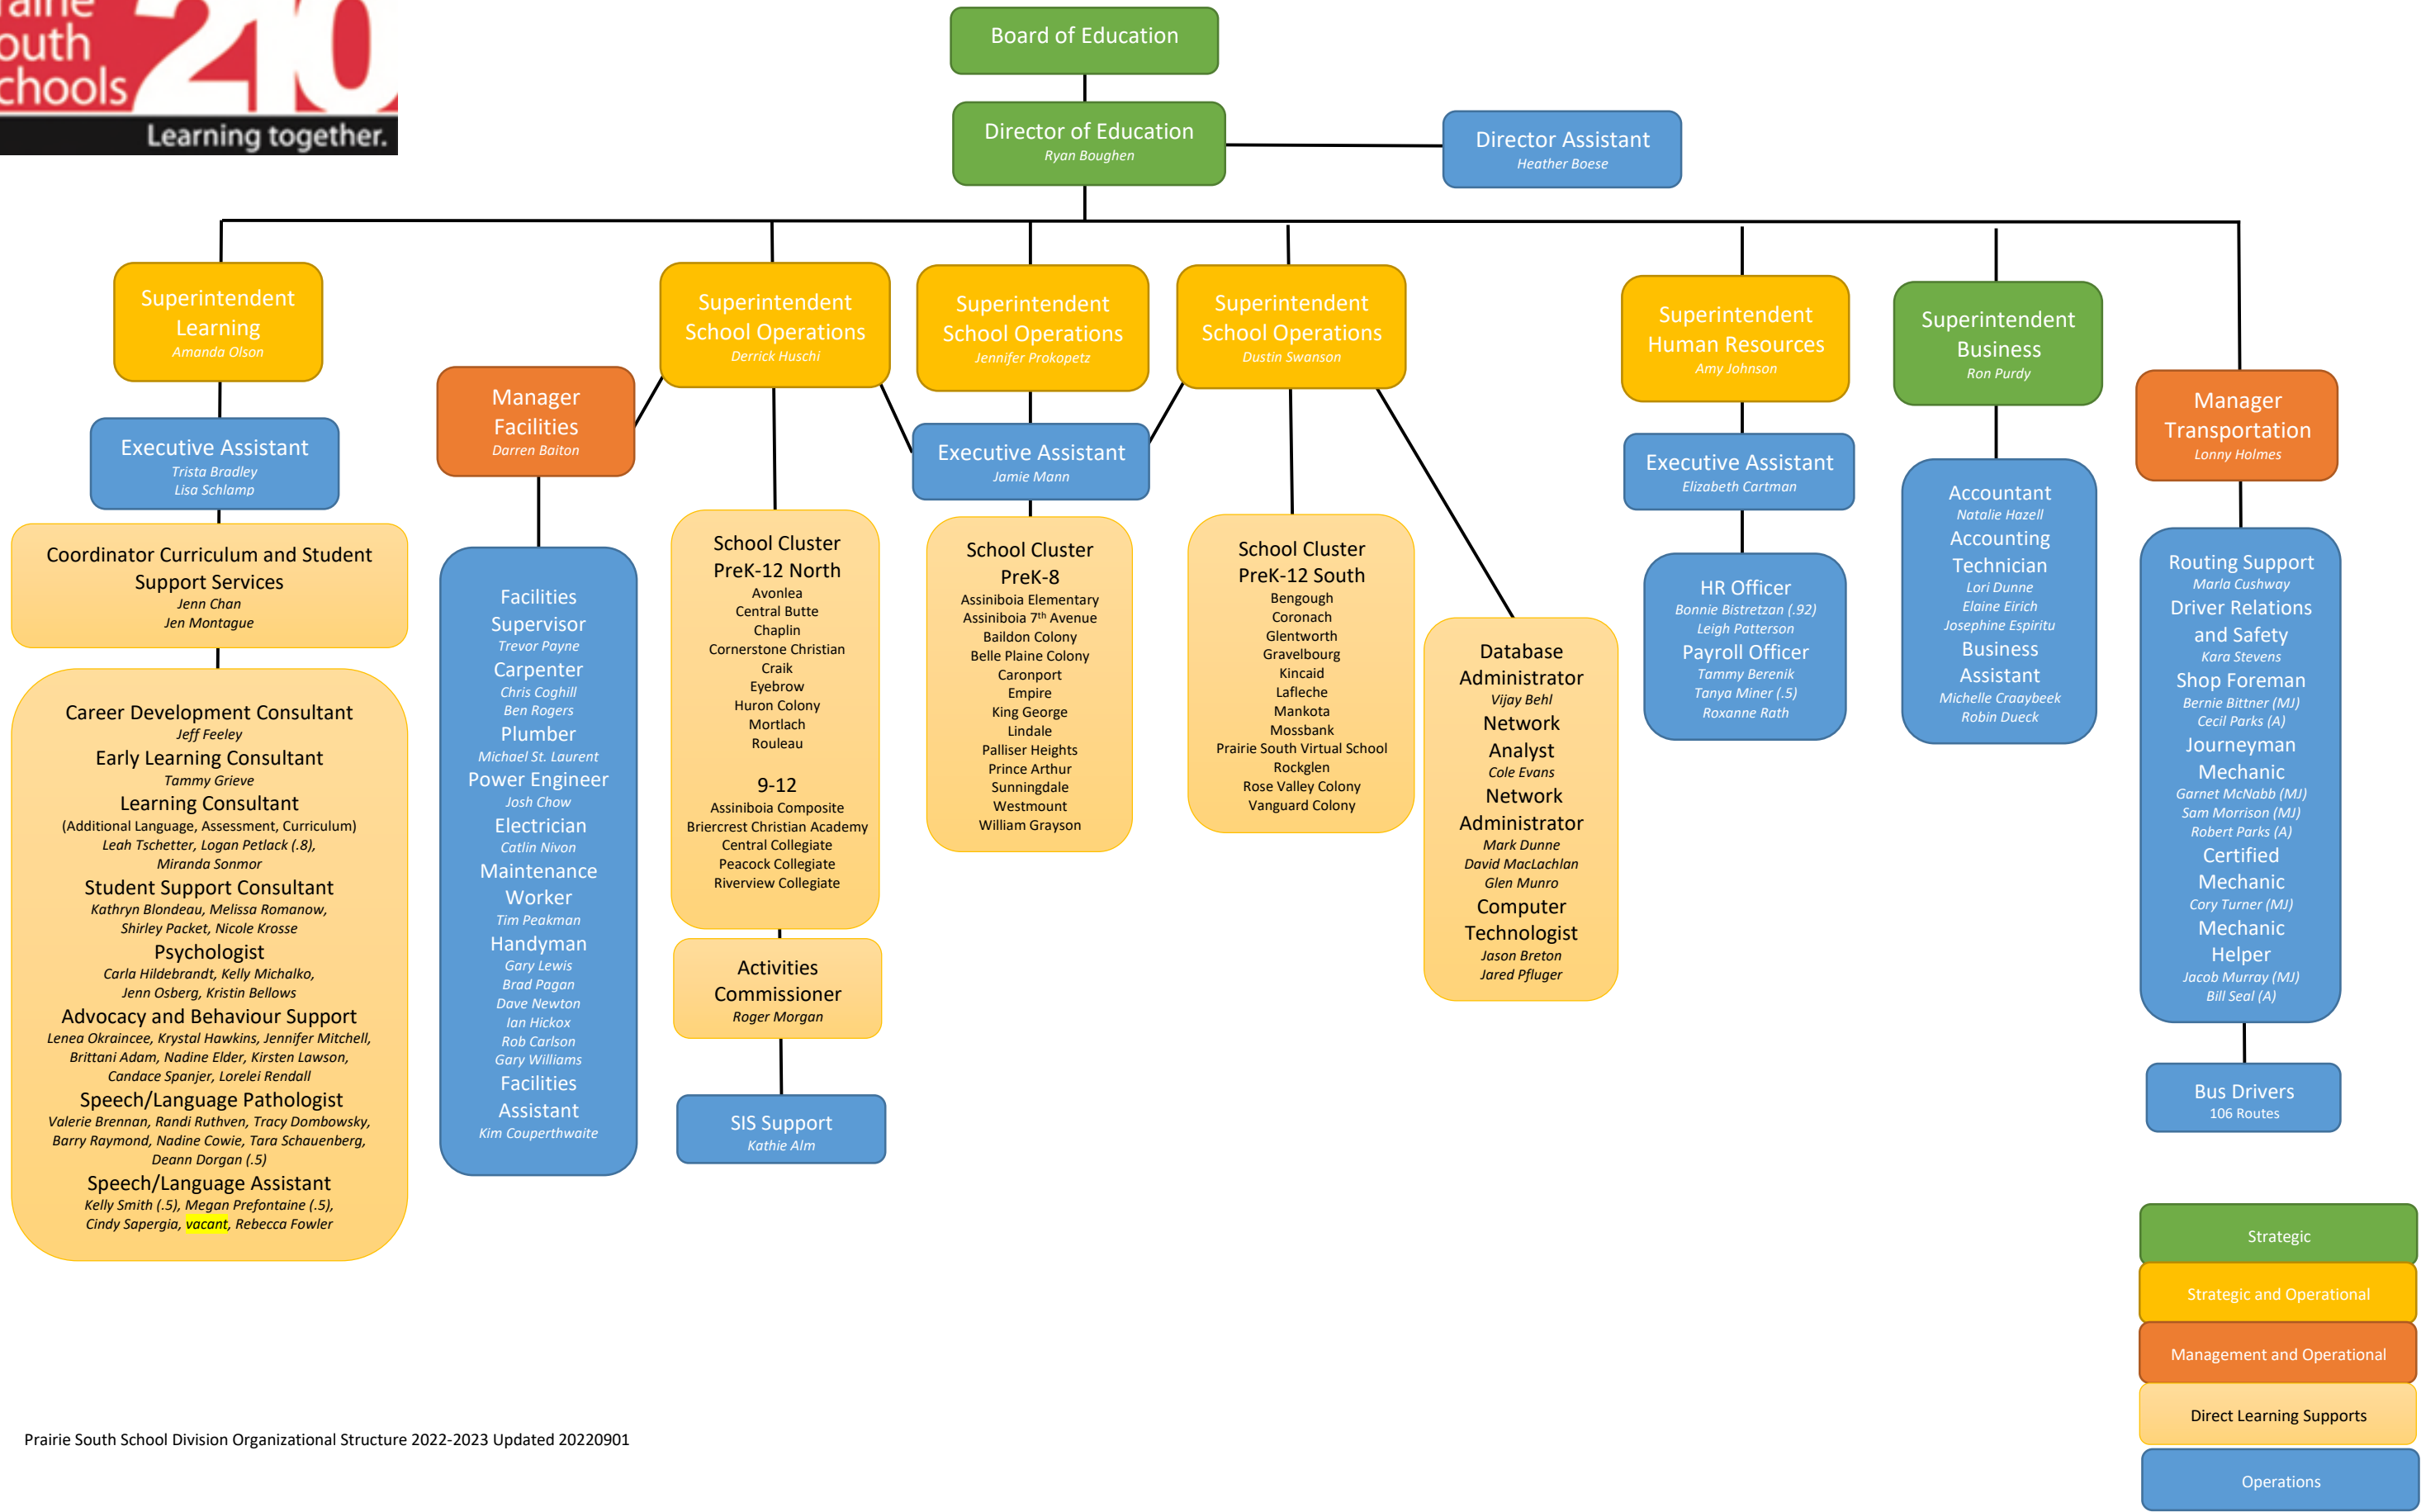 outh
chools
210
Learning together.
Board of Education
Director of Education
Ryan Boughen
Director Assistant
Heather Boese
Superintendent
Learning
Amanda Olson
Executive Assistant
Trista Bradley
Lisa Schlamp
Coordinator Curriculum and Student
Support Services
Jenn Chan
Jen Montague
Career Development Consultant
Jeff Feeley
Early Learning Consultant
Tammy Grieve
Learning Consultant
(Additional Language, Assessment, Curriculum)
Leah Tschetter, Logan Petlack (.8),
Miranda Sonmor
Student Support Consultant
Kathryn Blondeau, Melissa Romanow,
Shirley Packet, Nicole Krosse
Psychologist
Carla Hildebrandt, Kelly Michalko,
Jenn Osberg, Kristin Bellows
Advocacy and Behaviour Support
Lenea Okraincee, Krystal Hawkins, Jennifer Mitchell,
Brittani Adam, Nadine Elder, Kirsten Lawson,
Candace Spanjer, Lorelei Rendall
Speech/Language Pathologist
Valerie Brennan, Randi Ruthven, Tracy Dombowsky,
Barry Raymond, Nadine Cowie, Tara Schauenberg,
Deann Dorgan (.5)
Speech/Language Assistant
Kelly Smith (.5), Megan Prefontaine (.5),
Cindy Sapergia, vacant, Rebecca Fowler
Manager
Facilities
Darren Baiton
Facilities
Supervisor
Trevor Payne
Carpenter
Chris Coghill
Ben Rogers
Plumber
Michael St. Laurent
Power Engineer
Josh Chow
Electrician
Catlin Nivon
Maintenance
Worker
Tim Peakman
Handyman
Gary Lewis
Brad Pagan
Dave Newton
Ian Hickox
Rob Carlson
Gary Williams
Facilities
Assistant
Kim Couperthwaite
Superintendent
School Operations
Derrick Huschi
School Cluster
PreK-12 North
Avonlea
Central Butte
Chaplin
Cornerstone Christian
Craik
Eyebrow
Huron Colony
Mortlach
Rouleau
9-12
Assiniboia Composite
Briercrest Christian Academy
Central Collegiate
Peacock Collegiate
Riverview Collegiate
Activities
Commissioner
Roger Morgan
SIS Support
Kathie Alm
Superintendent
School Operations
Jennifer Prokopetz
Executive Assistant
Jamie Mann
School Cluster
PreK-8
Assiniboia Elementary
Assiniboia 7th Avenue
Baildon Colony
Belle Plaine Colony
Caronport
Empire
King George
Lindale
Palliser Heights
Prince Arthur
Sunningdale
Westmount
William Grayson
Superintendent
School Operations
Dustin Swanson
School Cluster
PreK-12 South
Bengough
Coronach
Glentworth
Gravelbourg
Kincaid
Lafleche
Mankota
Mossbank
Prairie South Virtual School
Rockglen
Rose Valley Colony
Vanguard Colony
Database
Administrator
Vijay Behl
Network
Analyst
Cole Evans
Network
Administrator
Mark Dunne
David MacLachlan
Glen Munro
Computer
Technologist
Jason Breton
Jared Pfluger
Superintendent
Human Resources
Amy Johnson
Executive Assistant
Elizabeth Cartman
HR Officer
Bonnie Bistretzan (.92)
Leigh Patterson
Payroll Officer
Tammy Berenik
Tanya Miner (.5)
Roxanne Rath
Superintendent
Business
Ron Purdy
Accountant
Natalie Hazell
Accounting
Technician
Lori Dunne
Elaine Eirich
Josephine Espiritu
Business
Assistant
Michelle Craaybeek
Robin Dueck
Manager
Transportation
Lonny Holmes
Routing Support
Marla Cushway
Driver Relations
and Safety
Kara Stevens
Shop Foreman
Bernie Bittner (MJ)
Cecil Parks (A)
Journeyman
Mechanic
Garnet McNabb (MJ)
Sam Morrison (MJ)
Robert Parks (A)
Certified
Mechanic
Cory Turner (MJ)
Mechanic
Helper
Jacob Murray (MJ)
Bill Seal (A)
Bus Drivers
106 Routes
Strategic
Strategic and Operational
Management and Operational
Direct Learning Supports
Operations
Prairie South School Division Organizational Structure 2022-2023 Updated 20220901